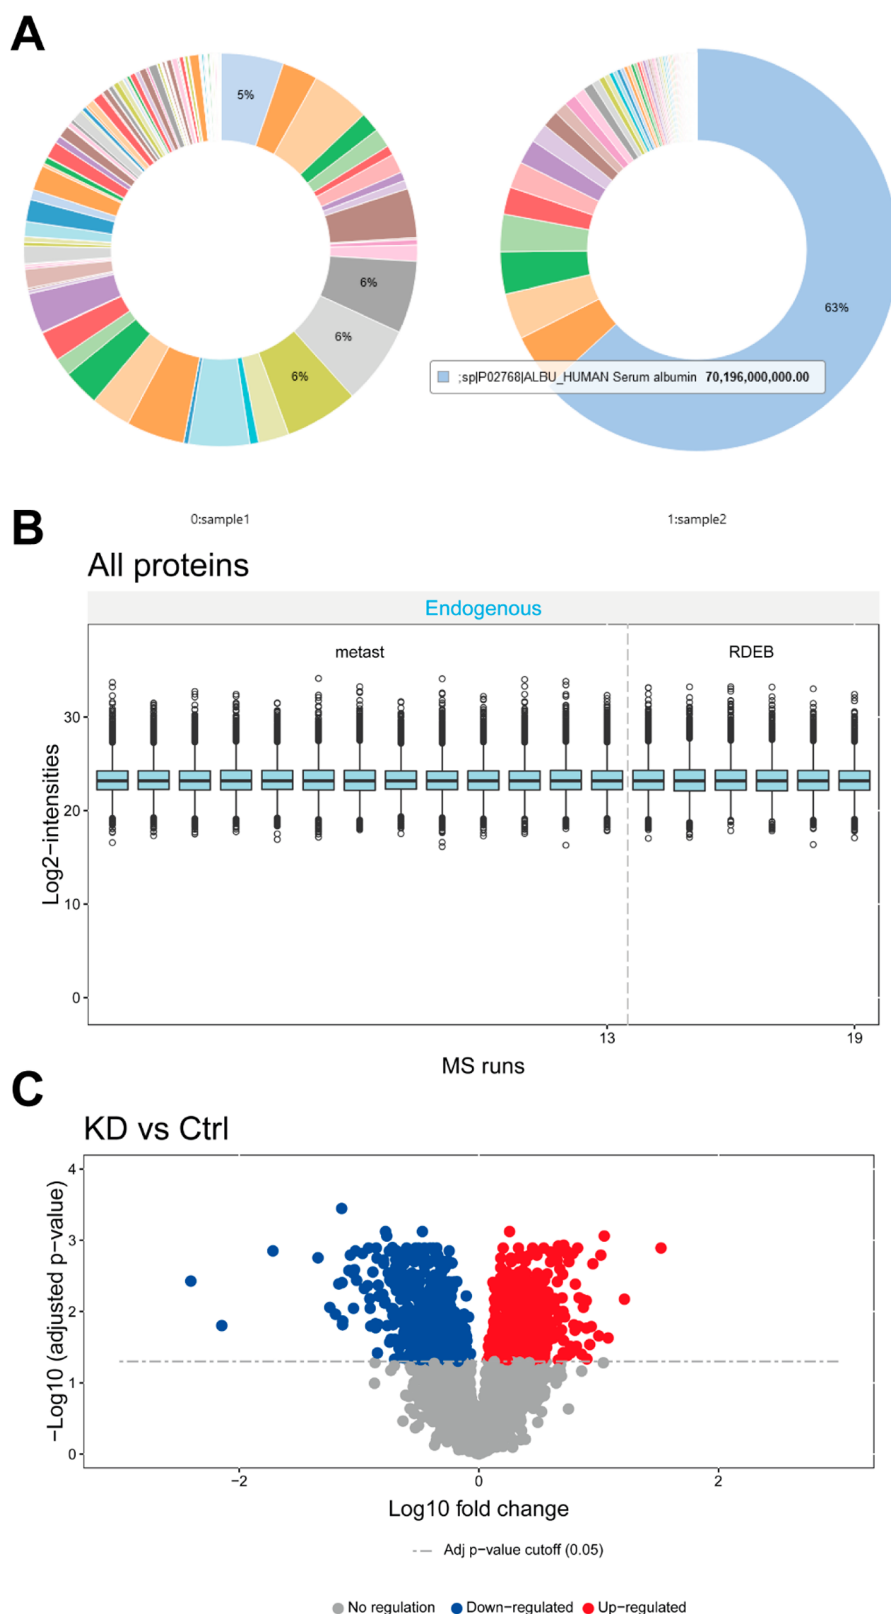 A
5%
6%
6%
6%
63%
;sp|P02768|ALBU_HUMAN Serum albumin 70,196,000,000.00
0:sample1
1:sample2
B
All proteins
Endogenous
metast
RDEB
30
20
10
0
Log2−intensities
13
19
MS runs
C
KD vs Ctrl
4
3
2
1
0
−Log10 (adjusted p−value)
−2
0
2
Log10 fold change
Adj p−value cutoff (0.05)
No regulation Down−regulated Up−regulated